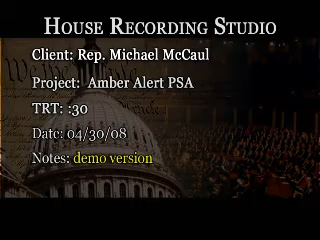 House Recording Studio
Client: Rep. Michael McCaul
Project: Amber Alert PSA
TRT: :30
Date: 04/30/08
Notes: demo version